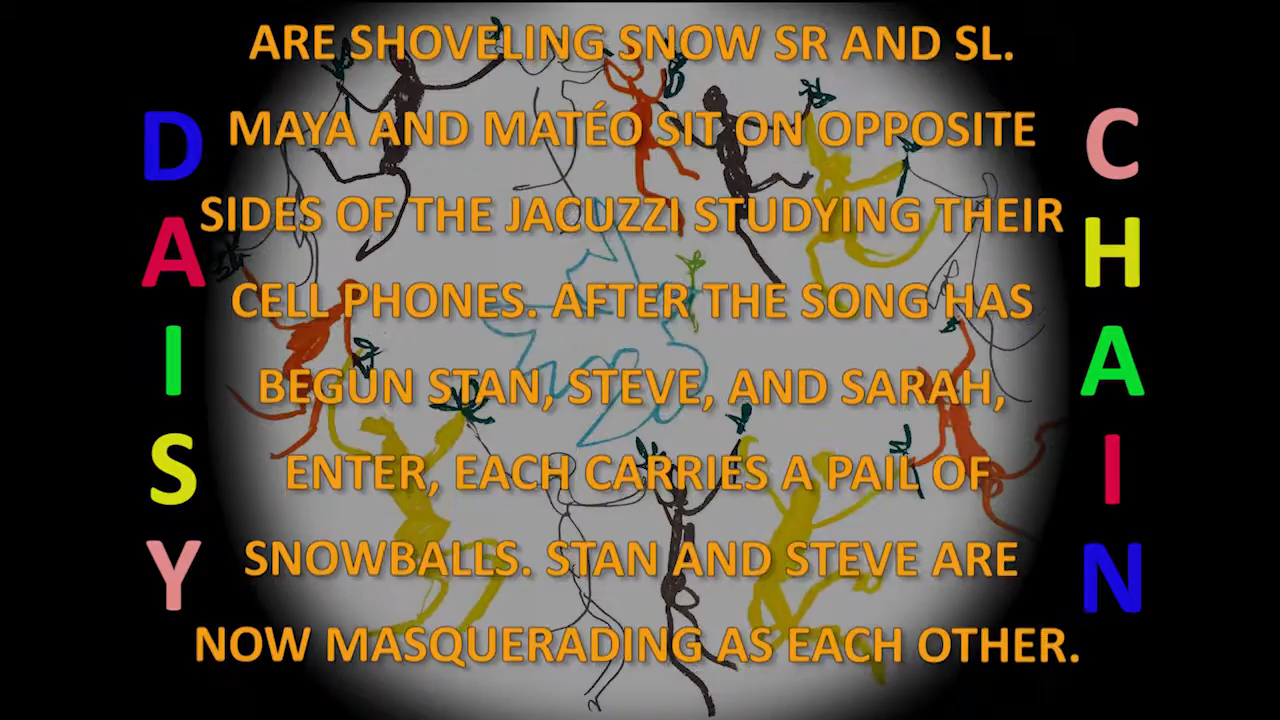 ARE SHOVELING SNOW SR AND SL.
MAYA AND MATÉO SIT ON OPPOSITE
SIDES OF THE JACUZZI STUDYING THEIR
CELL PHONES. AFTER THE SONG HAS
BEGUN STAN, STEVE, AND SARAH,
ENTER, EACH CARRIES A PAIL OF
SNOWBALLS. STAN AND STEVE ARE
NOW MASQUERADING AS EACH OTHER.
DAISY
CHAIN